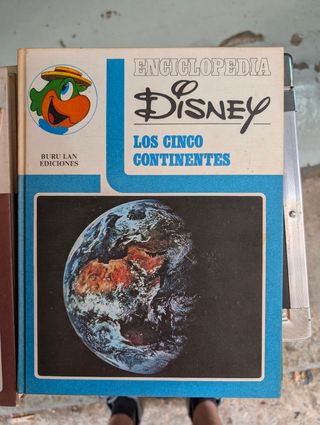 ENCICLOPEDIA
DISNEY
LOS CINCO
CONTINENTES
BURU LAN
EDICIONES